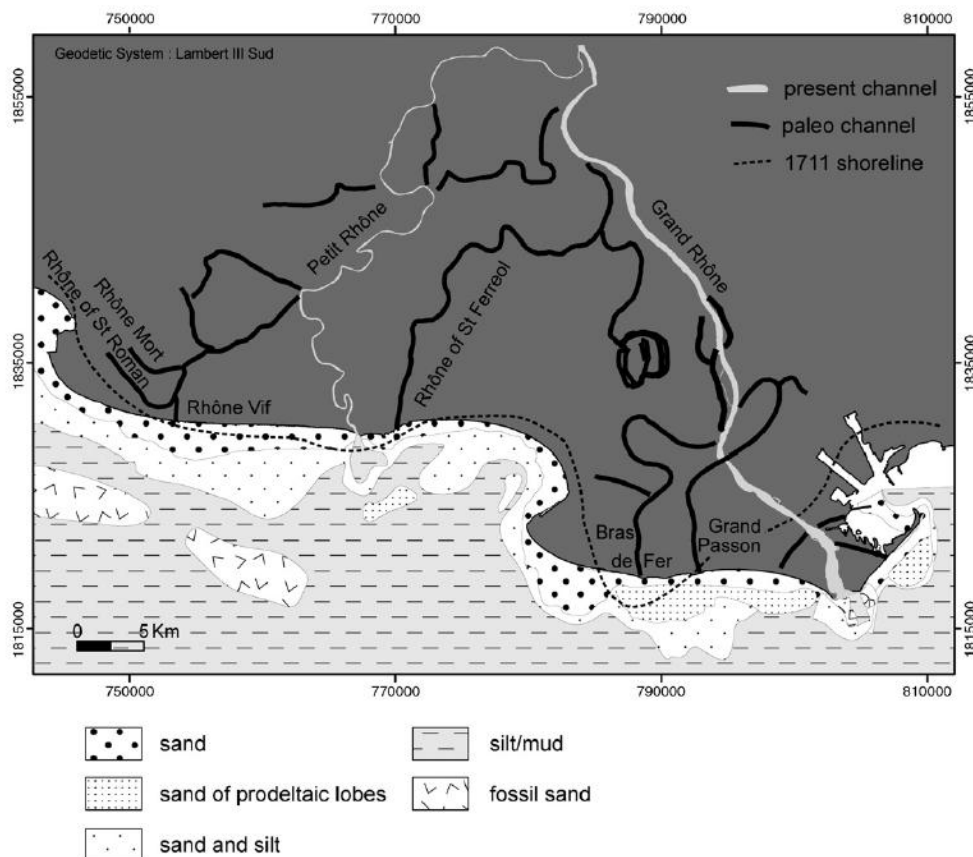 750000
770000
790000
810000
Geodetic System : Lambert III Sud
1855000
1855000
present channel
paleo channel
1711 shoreline
Petit Rhône
Grand Rhône
Rhône of St Ferreol
Rhône Mort
Rhône of St Roman
1835000
1835000
Rhône Vif
Bras
de Fer
Grand
Passon
1815000
1815000
0 5 Km
750000
770000
790000
810000
sand
silt/mud
sand of prodeltaic lobes
fossil sand
sand and silt